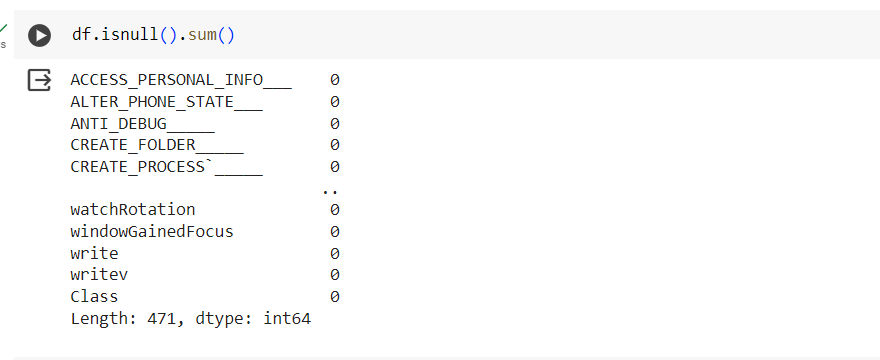 df.isnull().sum()
s
ACCESS_PERSONAL_INFO___ 0
ALTER_PHONE_STATE___ 0
ANTI_DEBUG_____ 0
CREATE_FOLDER_____ 0
CREATE_PROCESS`_____ 0
..
watchRotation 0
windowGainedFocus 0
write 0
writev 0
Class 0
Length: 471, dtype: int64